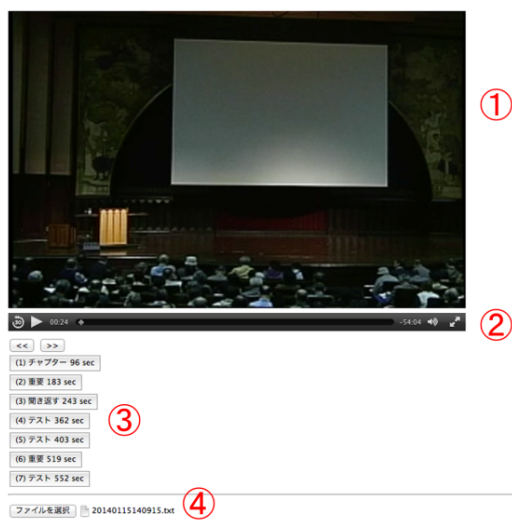 ①
30 00:24 -54:04
②
<< >>
(1) チャプター 96 sec
(2) 重要 183 sec
(3) 聞き返す 243 sec
(4) テスト 362 sec
③
(5) テスト 403 sec
(6) 重要 519 sec
(7) テスト 552 sec
ファイルを選択 20140115140915.txt ④